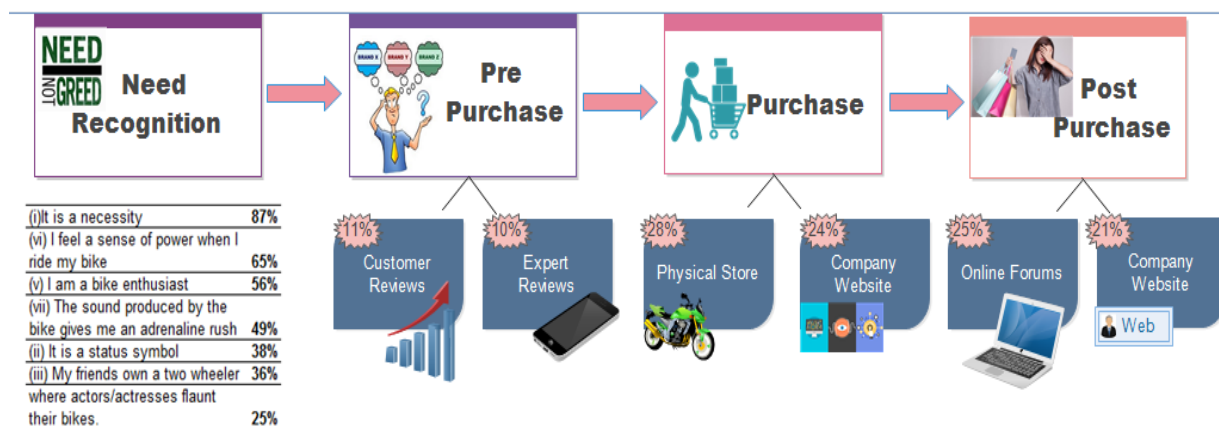 NEED
NOT
GREED
Need
Recognition
BRAND X
BRAND Y
BRAND Z
?
Pre
Purchase
Purchase
Post
Purchase
(i)It is a necessity 87%
(vi) I feel a sense of power when I
ride my bike 65%
(v) I am a bike enthusiast 56%
(vii) The sound produced by the
bike gives me an adrenaline rush 49%
(ii) It is a status symbol 38%
(iii) My friends own a two wheeler 36%
where actors/actresses flaunt
their bikes. 25%
11%
Customer
Reviews
10%
Expert
Reviews
28%
Physical Store
24%
Company
Website
25%
Online Forums
21%
Company
Website
Web